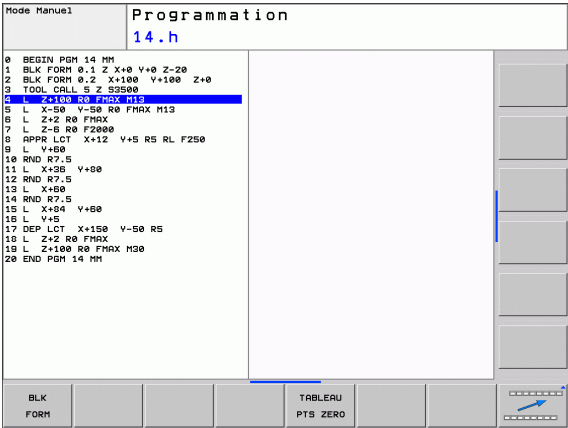 Mode Manuel
Programmation
14.h
0 BEGIN PGM 14 MM
1 BLK FORM 0.1 Z X+0 Y+0 Z-20
2 BLK FORM 0.2 X+100 Y+100 Z+0
3 TOOL CALL 5 Z S3500
4 L Z+100 R0 FMAX M13
5 L X-50 Y-50 R0 FMAX M13
6 L Z+2 R0 FMAX
7 L Z-6 R0 F2000
8 APPR LCT X+12 Y+5 R5 RL F250
9 L Y+60
10 RND R7.5
11 L X+36 Y+80
12 RND R7.5
13 L X+60
14 RND R7.5
15 L X+84 Y+60
16 L Y+5
17 DEP LCT X+150 Y-50 R5
18 L Z+2 R0 FMAX
19 L Z+100 R0 FMAX M30
20 END PGM 14 MM
BLK
FORM
TABLEAU
PTS ZERO